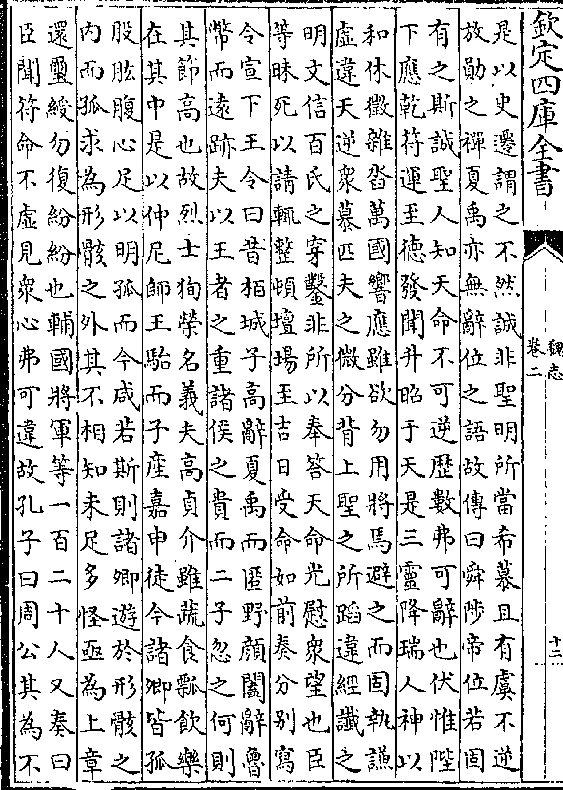 欽定四庫全書
魏志
卷二
十二
是以史遷謂之不然誠非聖明所當希慕且有虞不逆
放勛之禪夏禹亦無辭位之語故傳曰舜陟帝位若固
有之斯誠聖人知天命不可逆歴數弗可辭也伏惟陛
下應乾符運至徳發聞升昭于天是三靈降瑞人神以
和休徵雜沓萬國響應雖欲勿用將焉避之而固執謙
虚違天逆衆慕匹夫之微分背上聖之所蹈違經䜟之
明文信百氏之穿鑿非所以奉答天命光慰衆望也臣
等昧死以請輒整頓壇塲至吉日受命如前奏分别寫
令宣下王令曰昔栢城子高辭夏禹而匿野顔闔辭魯
幣而逺跡夫以王者之重諸侯之貴而二子忽之何則
其節高也故烈士狥榮名義夫高貞介雖蔬食瓢飲樂
在其中是以仲尼師王駘而子産嘉申徒今諸卿皆孤
股肱腹心足以明孤而今咸若斯則諸卿遊於形骸之
内而孤求為形骸之外其不相知未足多怪亟為上章
還璽綬勿復紛紛也輔國將軍等一百二十人又奏曰
臣聞符命不虚見衆心弗可違故孔子曰周公其為不